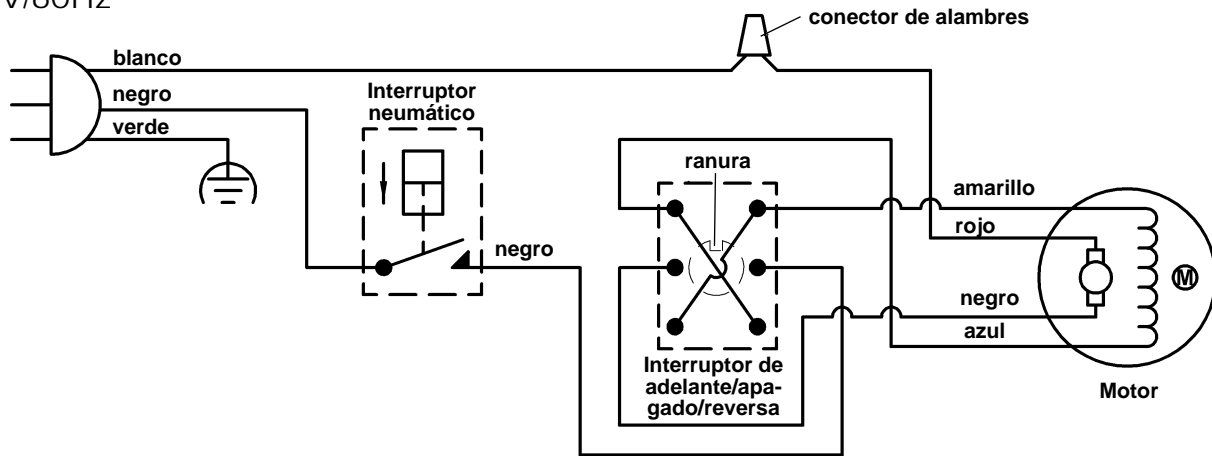 conector de alambres
blanco
negro
verde
Interruptor
neumático
negro
ranura
amarillo
rojo
negro
azul
M
Interruptor de
adelante/apa-
gado/reversa
Motor